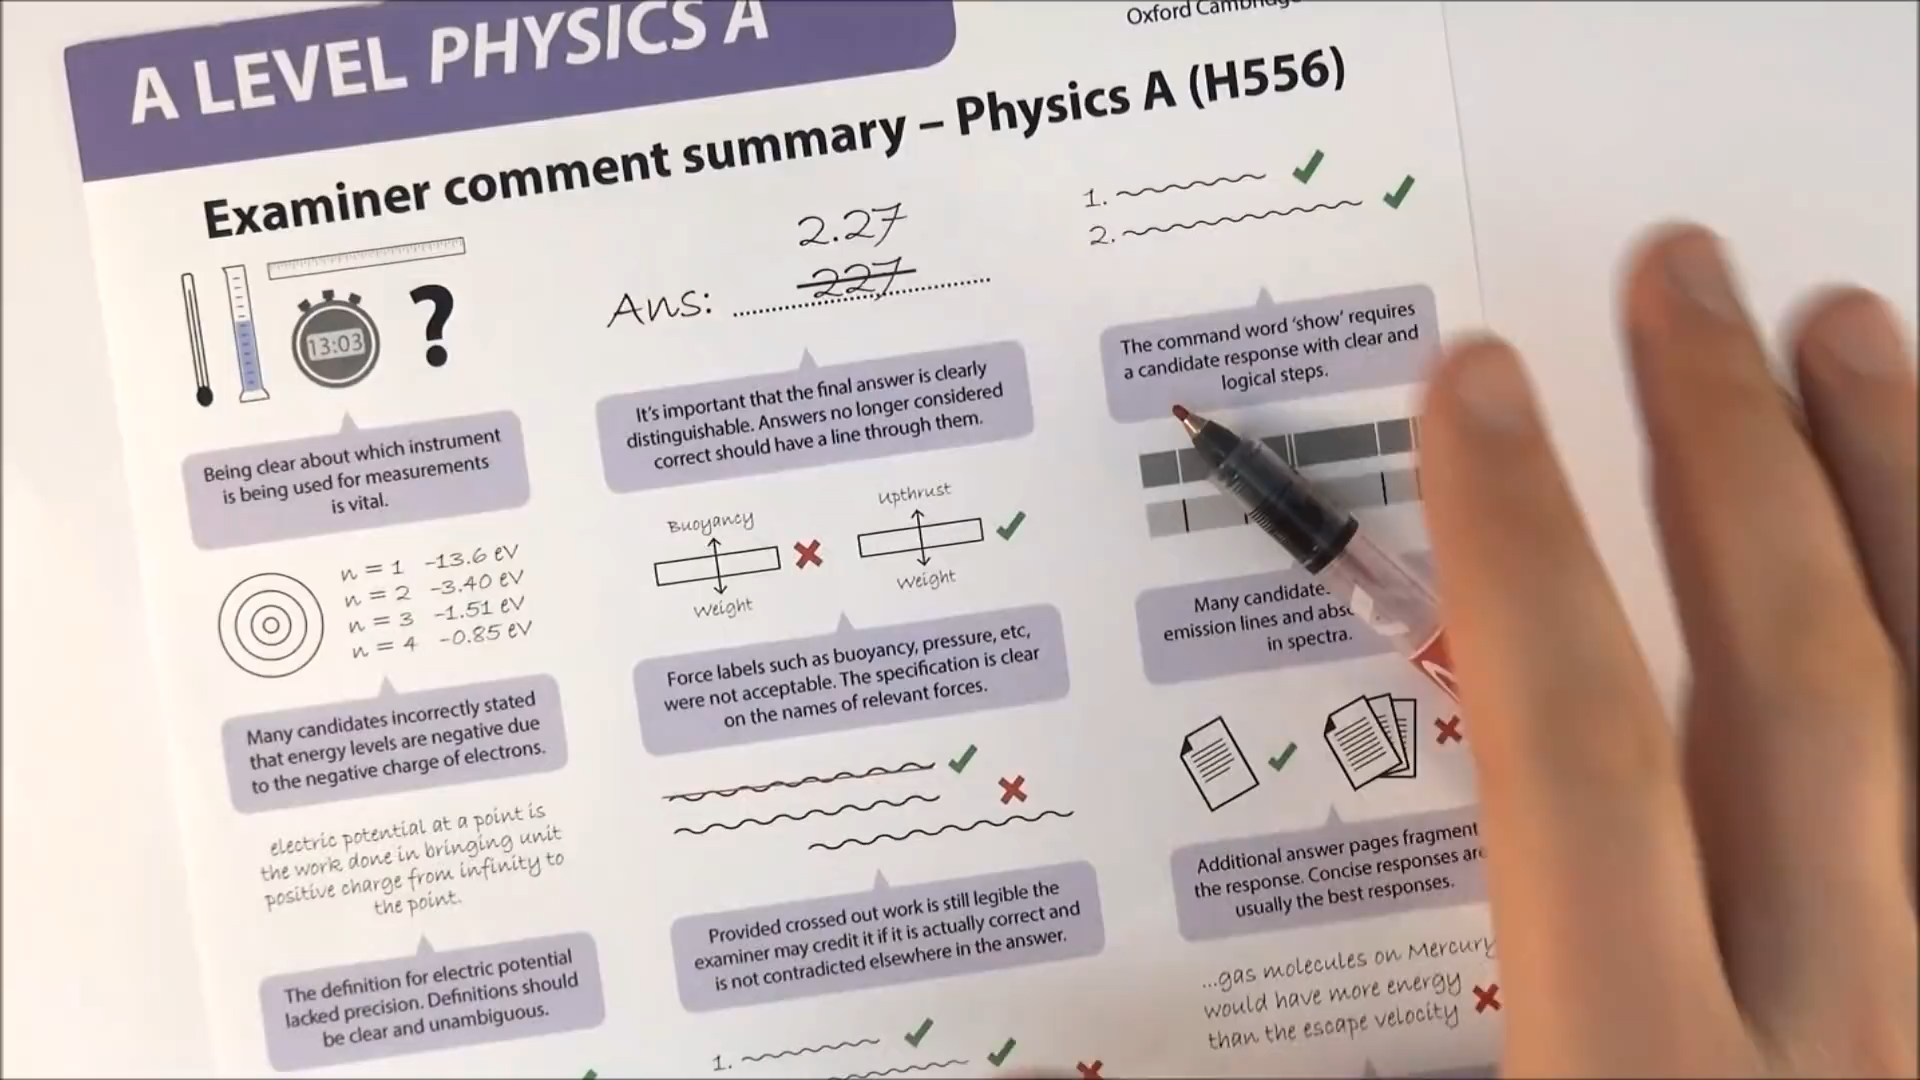 A LEVEL PHYSICS A
Oxford
Examiner comment summary – Physics A (H556)
13:03
?
Being clear about which instrument
is being used for measurements
is vital.
n = 1 -13.6 eV
n = 2 -3.40 eV
n = 3 -1.51 eV
n = 4 -0.85 eV
Many candidates incorrectly stated
that energy levels are negative due
to the negative charge of electrons.
electric potential at a point is
the work done in bringing unit
positive charge from infinity to
the point.
The definition for electric potential
lacked precision. Definitions should
be clear and unambiguous.
2.27
Ans: 227
It's important that the final answer is clearly
distinguishable. Answers no longer considered
correct should have a line through them.
Buoyancy
Weight
Upthrust
Weight
Force labels such as buoyancy, pressure, etc,
were not acceptable. The specification is clear
on the names of relevant forces.
Provided crossed out work is still legible the
examiner may credit it if it is actually correct and
is not contradicted elsewhere in the answer.
1.
1.
2.
The command word 'show' requires
a candidate response with clear and
logical steps.
Many
emission lines and
in spectra.
Additional answer pages fragment
the response. Concise responses are
usually the best responses.
...gas molecules on Mercury
would have more energy
than the escape velocity